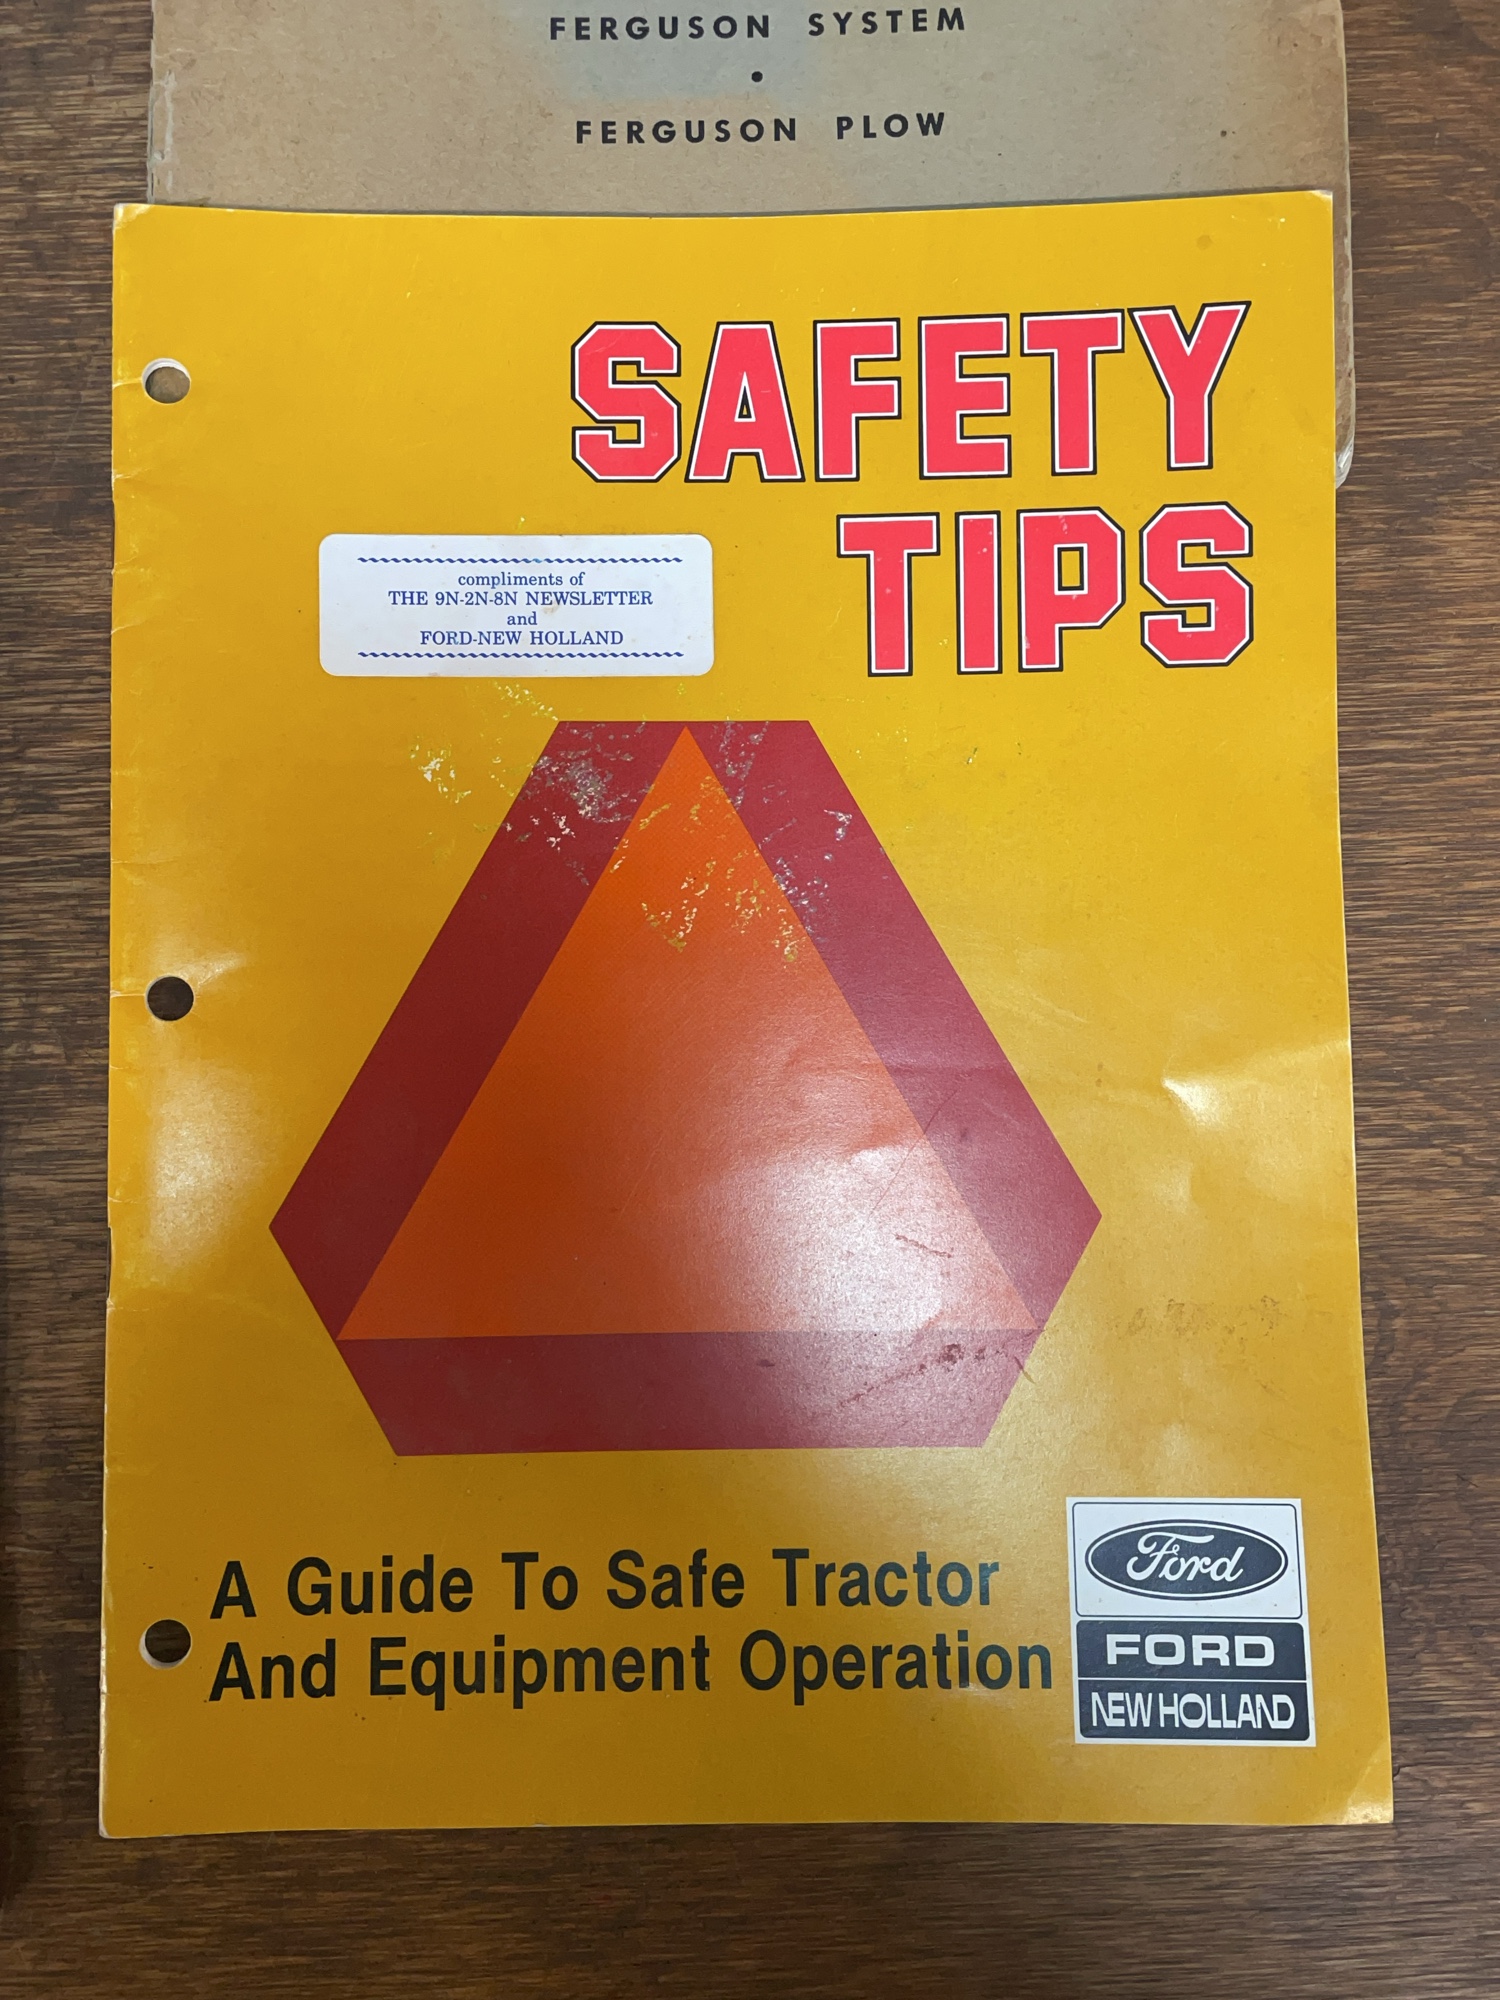 FERGUSON SYSTEM
•
FERGUSON PLOW
SAFETY
TIPS
compliments of
THE 9N-2N-8N NEWSLETTER
and
FORD-NEW HOLLAND
A Guide To Safe Tractor
And Equipment Operation
Ford
FORD
NEW HOLLAND